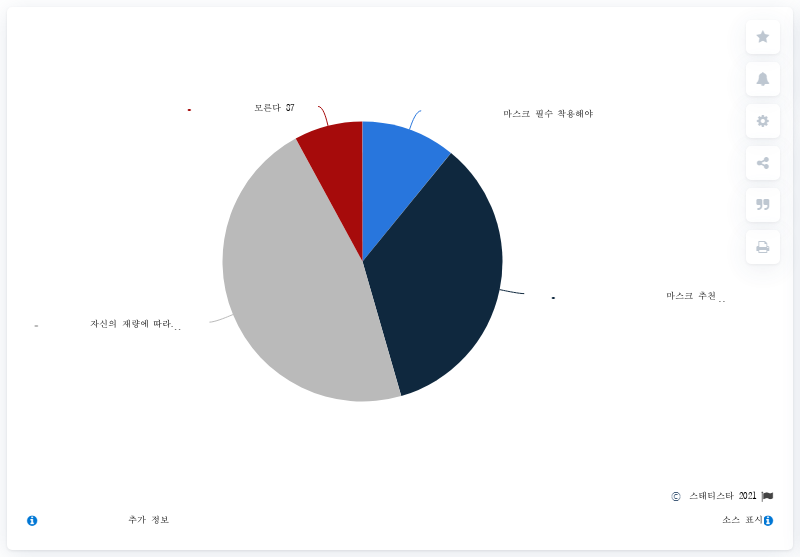 모른다 87
마스크 필수 착용해야
마스크 추천 ..
자신의 재량에 따라...
© 스태티스타 2021
추가 정보
소스 표시